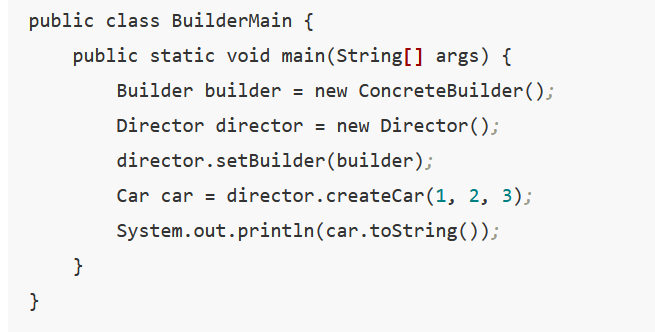 public class BuilderMain {
    public static void main(String[] args) {
        Builder builder = new ConcreteBuilder();
        Director director = new Director();
        director.setBuilder(builder);
        Car car = director.createCar(1, 2, 3);
        System.out.println(car.toString());
    }
}